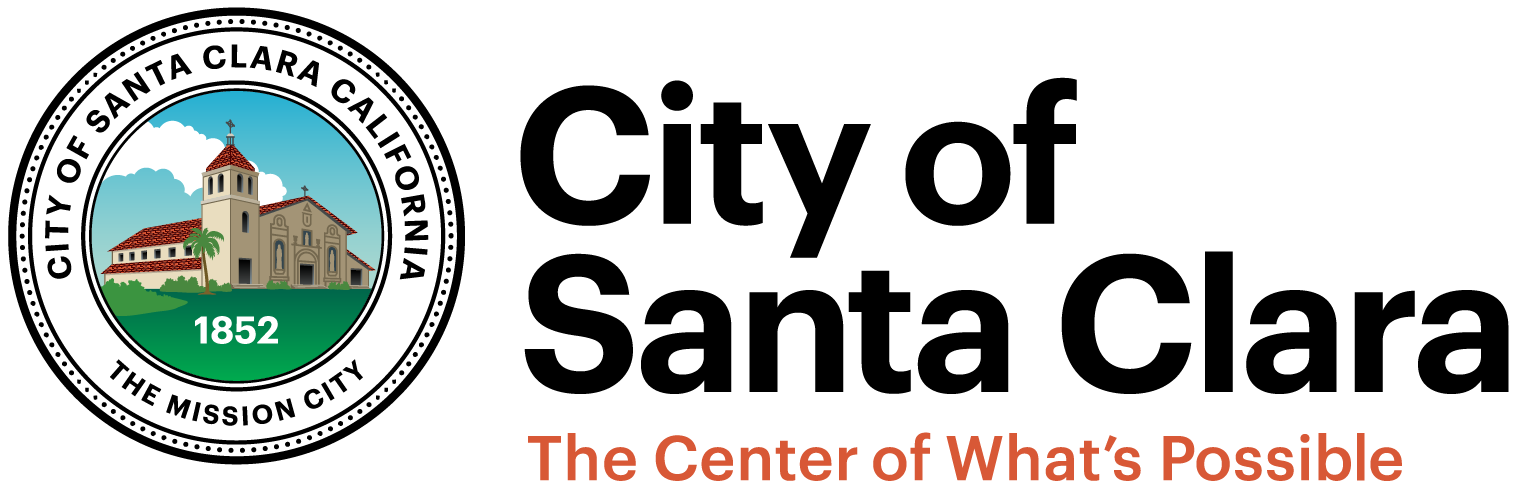 CITY OF SANTA CLARA CALIFORNIA
1852
THE MISSION CITY
City of
Santa Clara
The Center of What’s Possible